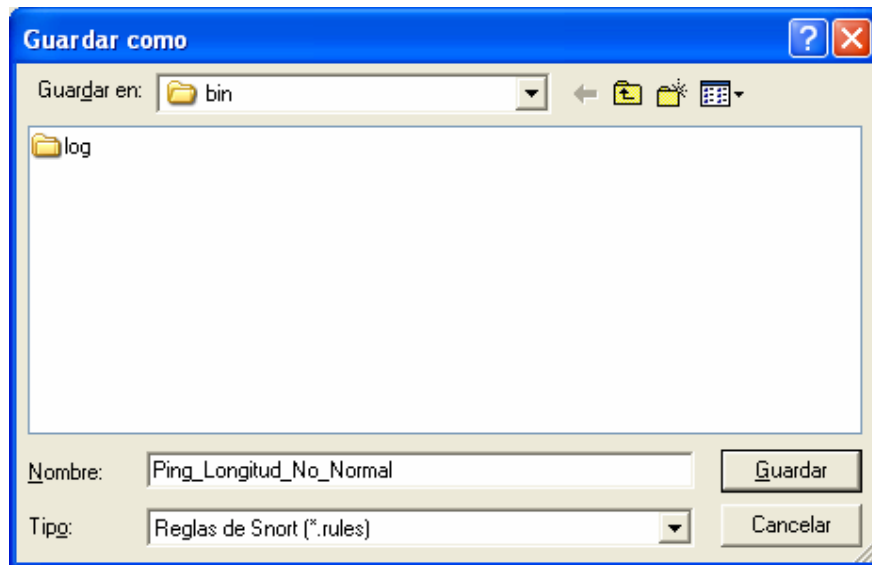 Guardar como
Guardar en: bin
log
Nombre: Ping_Longitud_No_Normal Guardar
Tipo: Reglas de Snort (*.rules) Cancelar